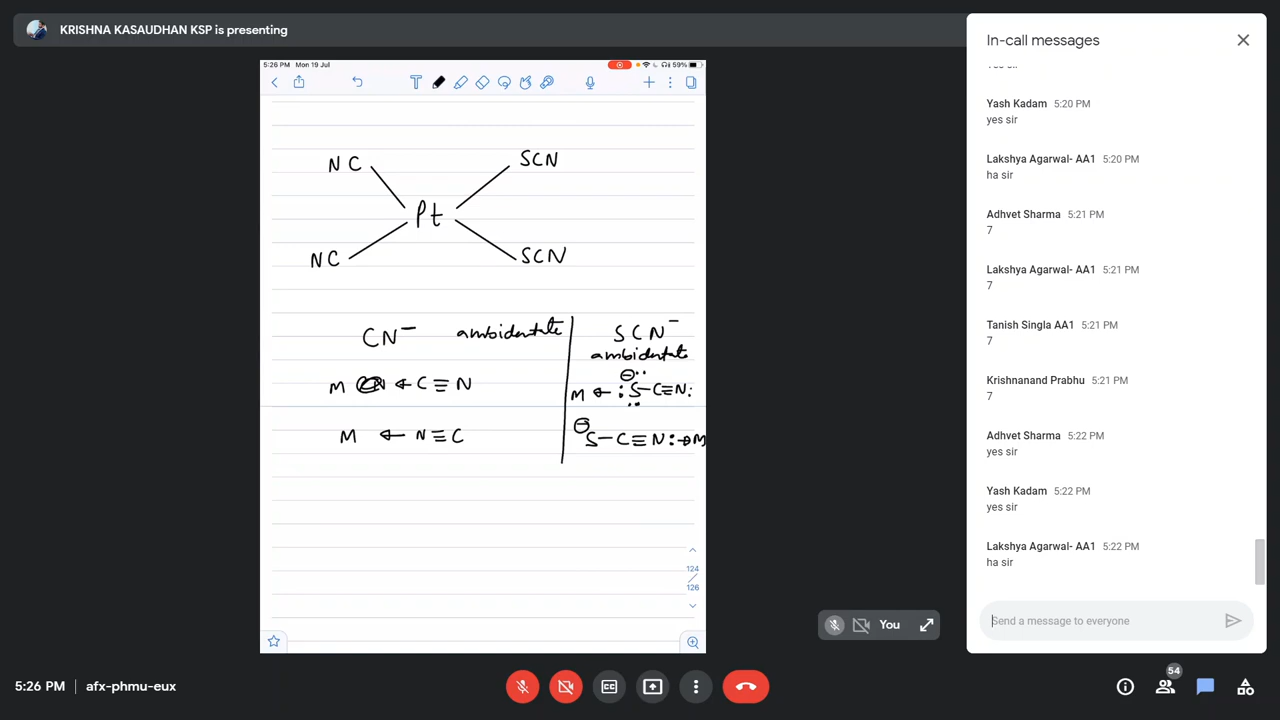 KRISHNA KASAUDHAN KSP is presenting
5:26 PM Mon 19 Jul
59%
NC
SCN
Pt
NC
SCN
CN⁻ ambidentate
M ← C≡N
M ← N≡C
SCN⁻
ambidentate
M ← :S-C≡N:
S-C≡N:→M
124
126
In-call messages
Yash Kadam 5:20 PM
yes sir
Lakshya Agarwal- AA1 5:20 PM
ha sir
Adhvet Sharma 5:21 PM
7
Lakshya Agarwal- AA1 5:21 PM
7
Tanish Singla AA1 5:21 PM
7
Krishnanand Prabhu 5:21 PM
7
Adhvet Sharma 5:22 PM
yes sir
Yash Kadam 5:22 PM
yes sir
Lakshya Agarwal- AA1 5:22 PM
ha sir
Send a message to everyone
You
5:26 PM | afx-phmu-eux
54